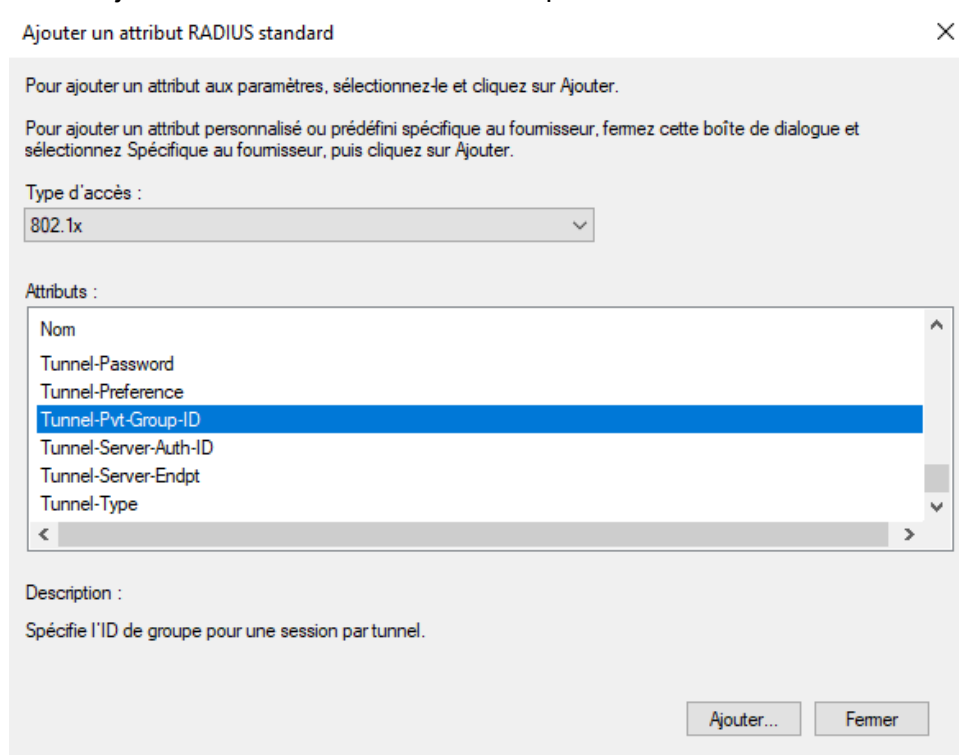 Ajouter un attribut RADIUS standard
Pour ajouter un attribut aux paramètres, sélectionnez-le et cliquez sur Ajouter.
Pour ajouter un attribut personnalisé ou prédéfini spécifique au fournisseur, fermez cette boîte de dialogue et
sélectionnez Spécifique au fournisseur, puis cliquez sur Ajouter.
Type d'accès :
802.1x
Attributs :
Nom
Tunnel-Password
Tunnel-Preference
Tunnel-Pvt-Group-ID
Tunnel-Server-Auth-ID
Tunnel-Server-Endpt
Tunnel-Type
Description :
Spécifie l'ID de groupe pour une session par tunnel.
Ajouter... Fermer